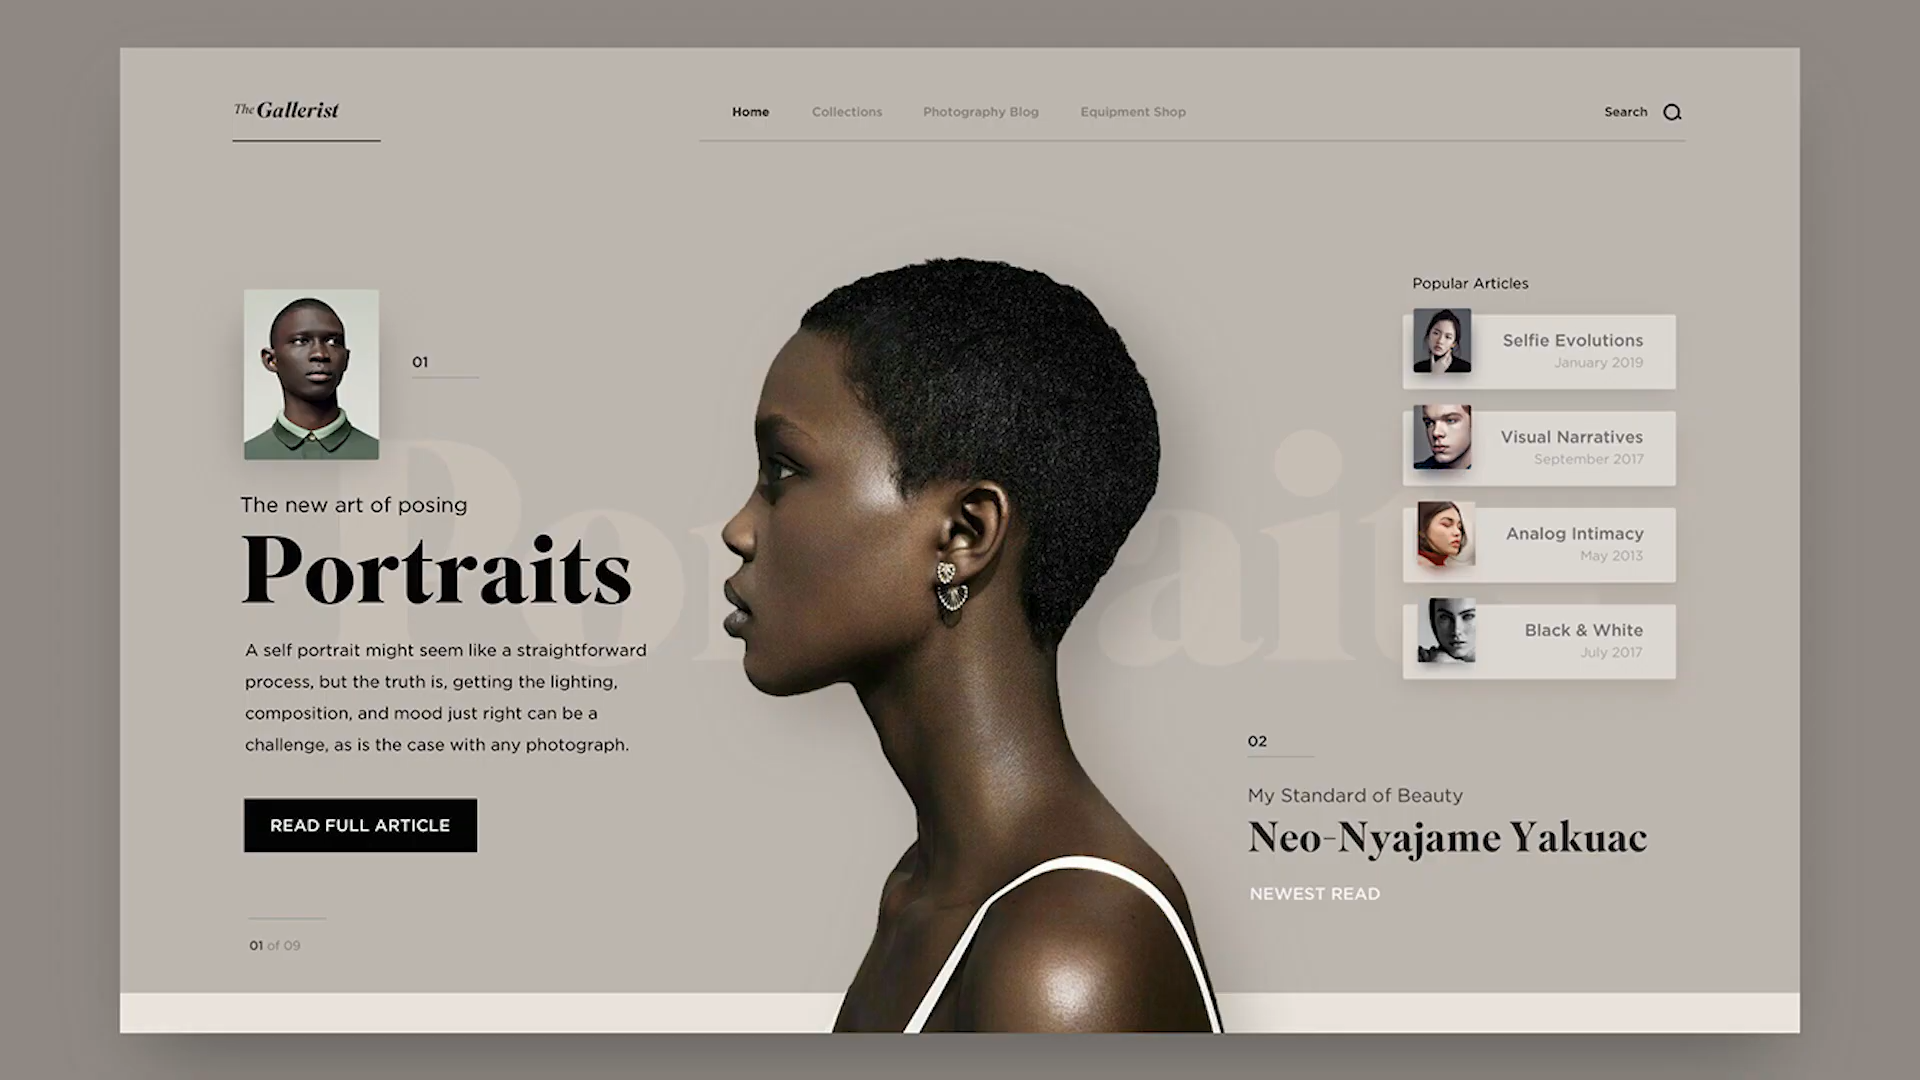 The Gallerist
Home
Collections
Photography Blog
Equipment Shop
Search
01
The new art of posing
Portraits
A self portrait might seem like a straightforward
process, but the truth is, getting the lighting,
composition, and mood just right can be a
challenge, as is the case with any photograph.
READ FULL ARTICLE
01 of 09
Portrait
Popular Articles
Selfie Evolutions
January 2019
Visual Narratives
September 2017
Analog Intimacy
May 2013
Black & White
July 2017
02
My Standard of Beauty
Neo-Nyajame Yakuac
NEWEST READ